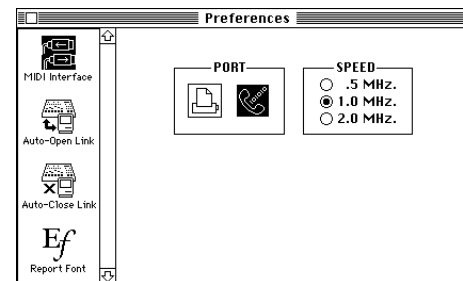 Preferences
MIDI Interface
Auto-Open Link
Auto-Close Link
Ef
Report Font
PORT
SPEED
.5 MHz.
1.0 MHz.
2.0 MHz.